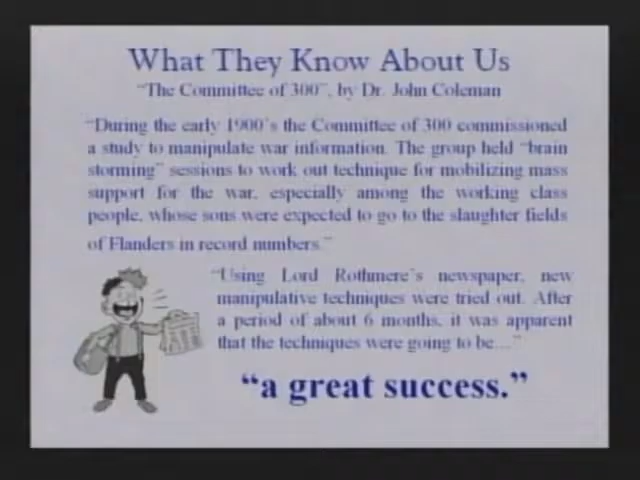 What They Know About Us
"The Committee of 300", by Dr. John Coleman
"During the early 1900's the Committee of 300 commissioned
a study to manipulate war information. The group held "brain
storming" sessions to work out technique for mobilizing mass
support for the war, especially among the working class
people, whose sons were expected to go to the slaughter fields
of Flanders in record numbers."
"Using Lord Rothmere's newspaper, new
manipulative techniques were tried out. After
a period of about 6 months, it was apparent
that the techniques were going to be…"
"a great success."